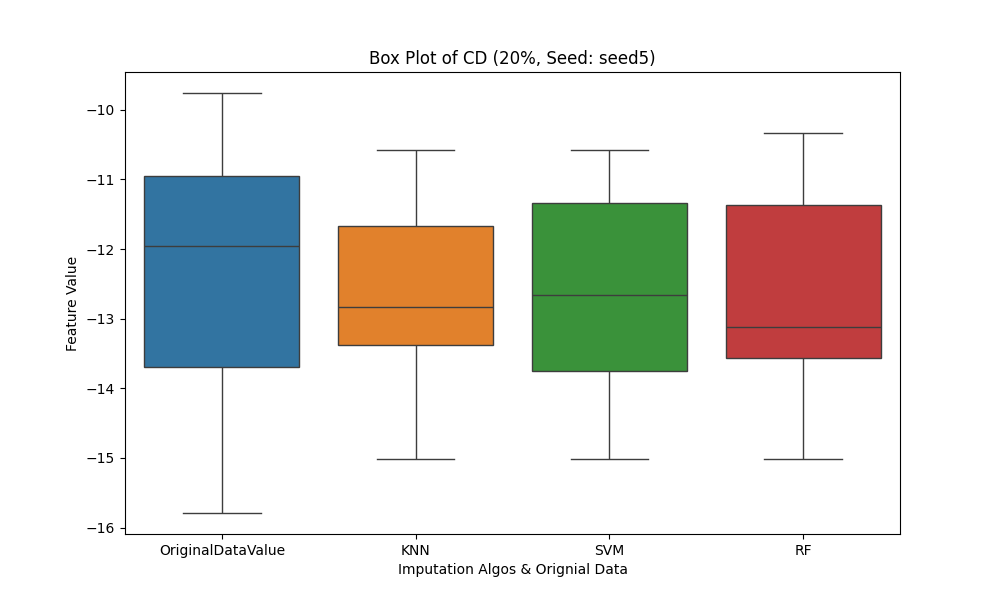 Box Plot of CD (20%, Seed: seed5)
Feature Value
−10
−11
−12
−13
−14
−15
−16
OriginalDataValue
KNN
SVM
RF
Imputation Algos & Orignial Data